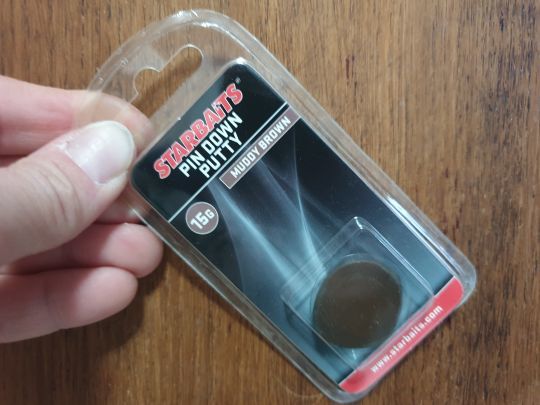 STARBAITS®
PIN DOWN
PUTTY
MUDDY BROWN
15G
www.starbaits.com